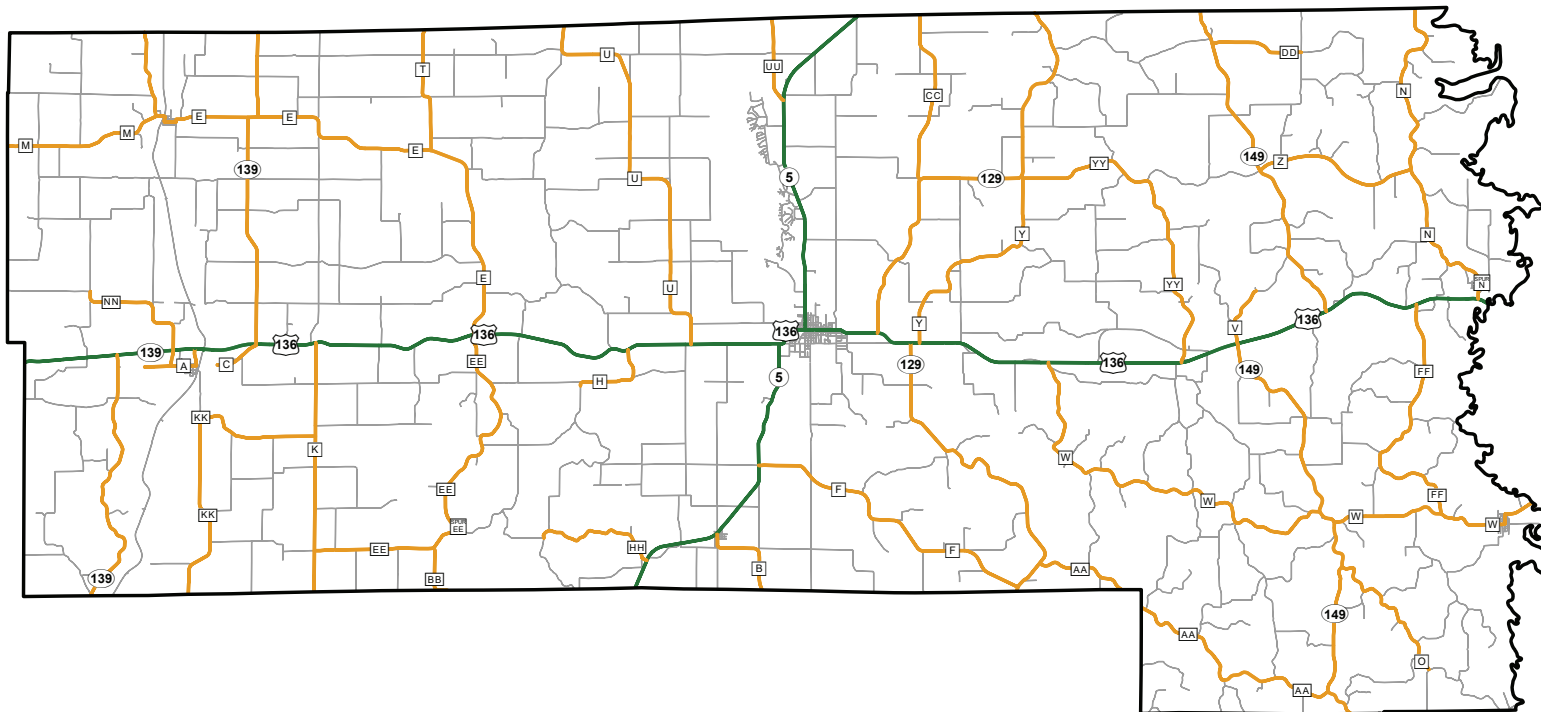 DD
U
UU
T
N
CC
E
E
M
M
E
139
149
Z
YY
5
129
U
Y
N
E
SPUR
N
YY
U
NN
136
V
Y
136
136
136
139
EE
136
A
C
129
149
FF
5
H
KK
K
W
EE
F
FF
W
KK
W
W
SPUR
EE
EE
HH
F
B
AA
139
BB
149
AA
O
AA